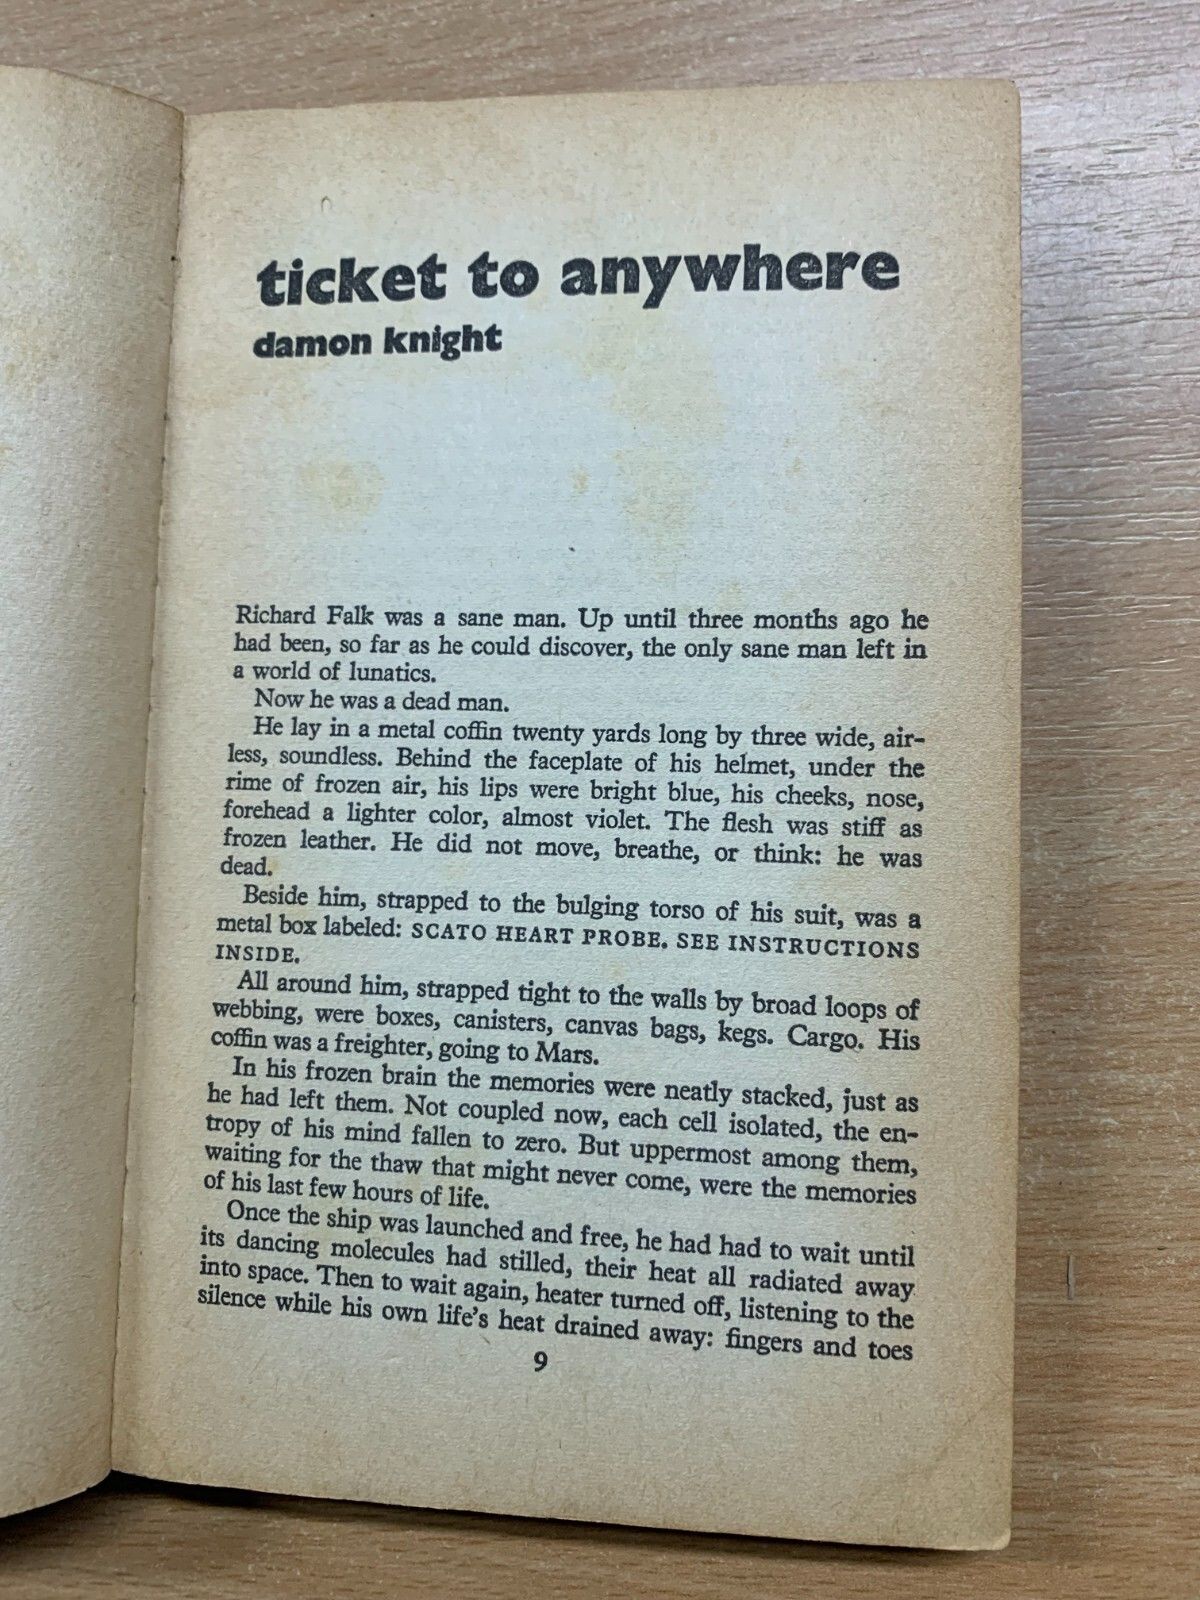 ticket to anywhere
damon knight
Richard Falk was a sane man. Up until three months ago he
had been, so far as he could discover, the only sane man left in
a world of lunatics.
Now he was a dead man.
He lay in a metal coffin twenty yards long by three wide, air-
less, soundless. Behind the faceplate of his helmet, under the
rime of frozen air, his lips were bright blue, his cheeks, nose,
forehead a lighter color, almost violet. The flesh was stiff as
frozen leather. He did not move, breathe, or think: he was
dead.
Beside him, strapped to the bulging torso of his suit, was a
metal box labeled: SCATO HEART PROBE. SEE INSTRUCTIONS
INSIDE.
All around him, strapped tight to the walls by broad loops of
webbing, were boxes, canisters, canvas bags, kegs. Cargo. His
coffin was a freighter, going to Mars.
In his frozen brain the memories were neatly stacked, just as
he had left them. Not coupled now, each cell isolated, the en-
tropy of his mind fallen to zero. But uppermost among them,
waiting for the thaw that might never come, were the memories
of his last few hours of life.
Once the ship was launched and free, he had had to wait until
its dancing molecules had stilled, their heat all radiated away
into space. Then to wait again, heater turned off, listening to the
silence while his own life's heat drained away: fingers and toes
9